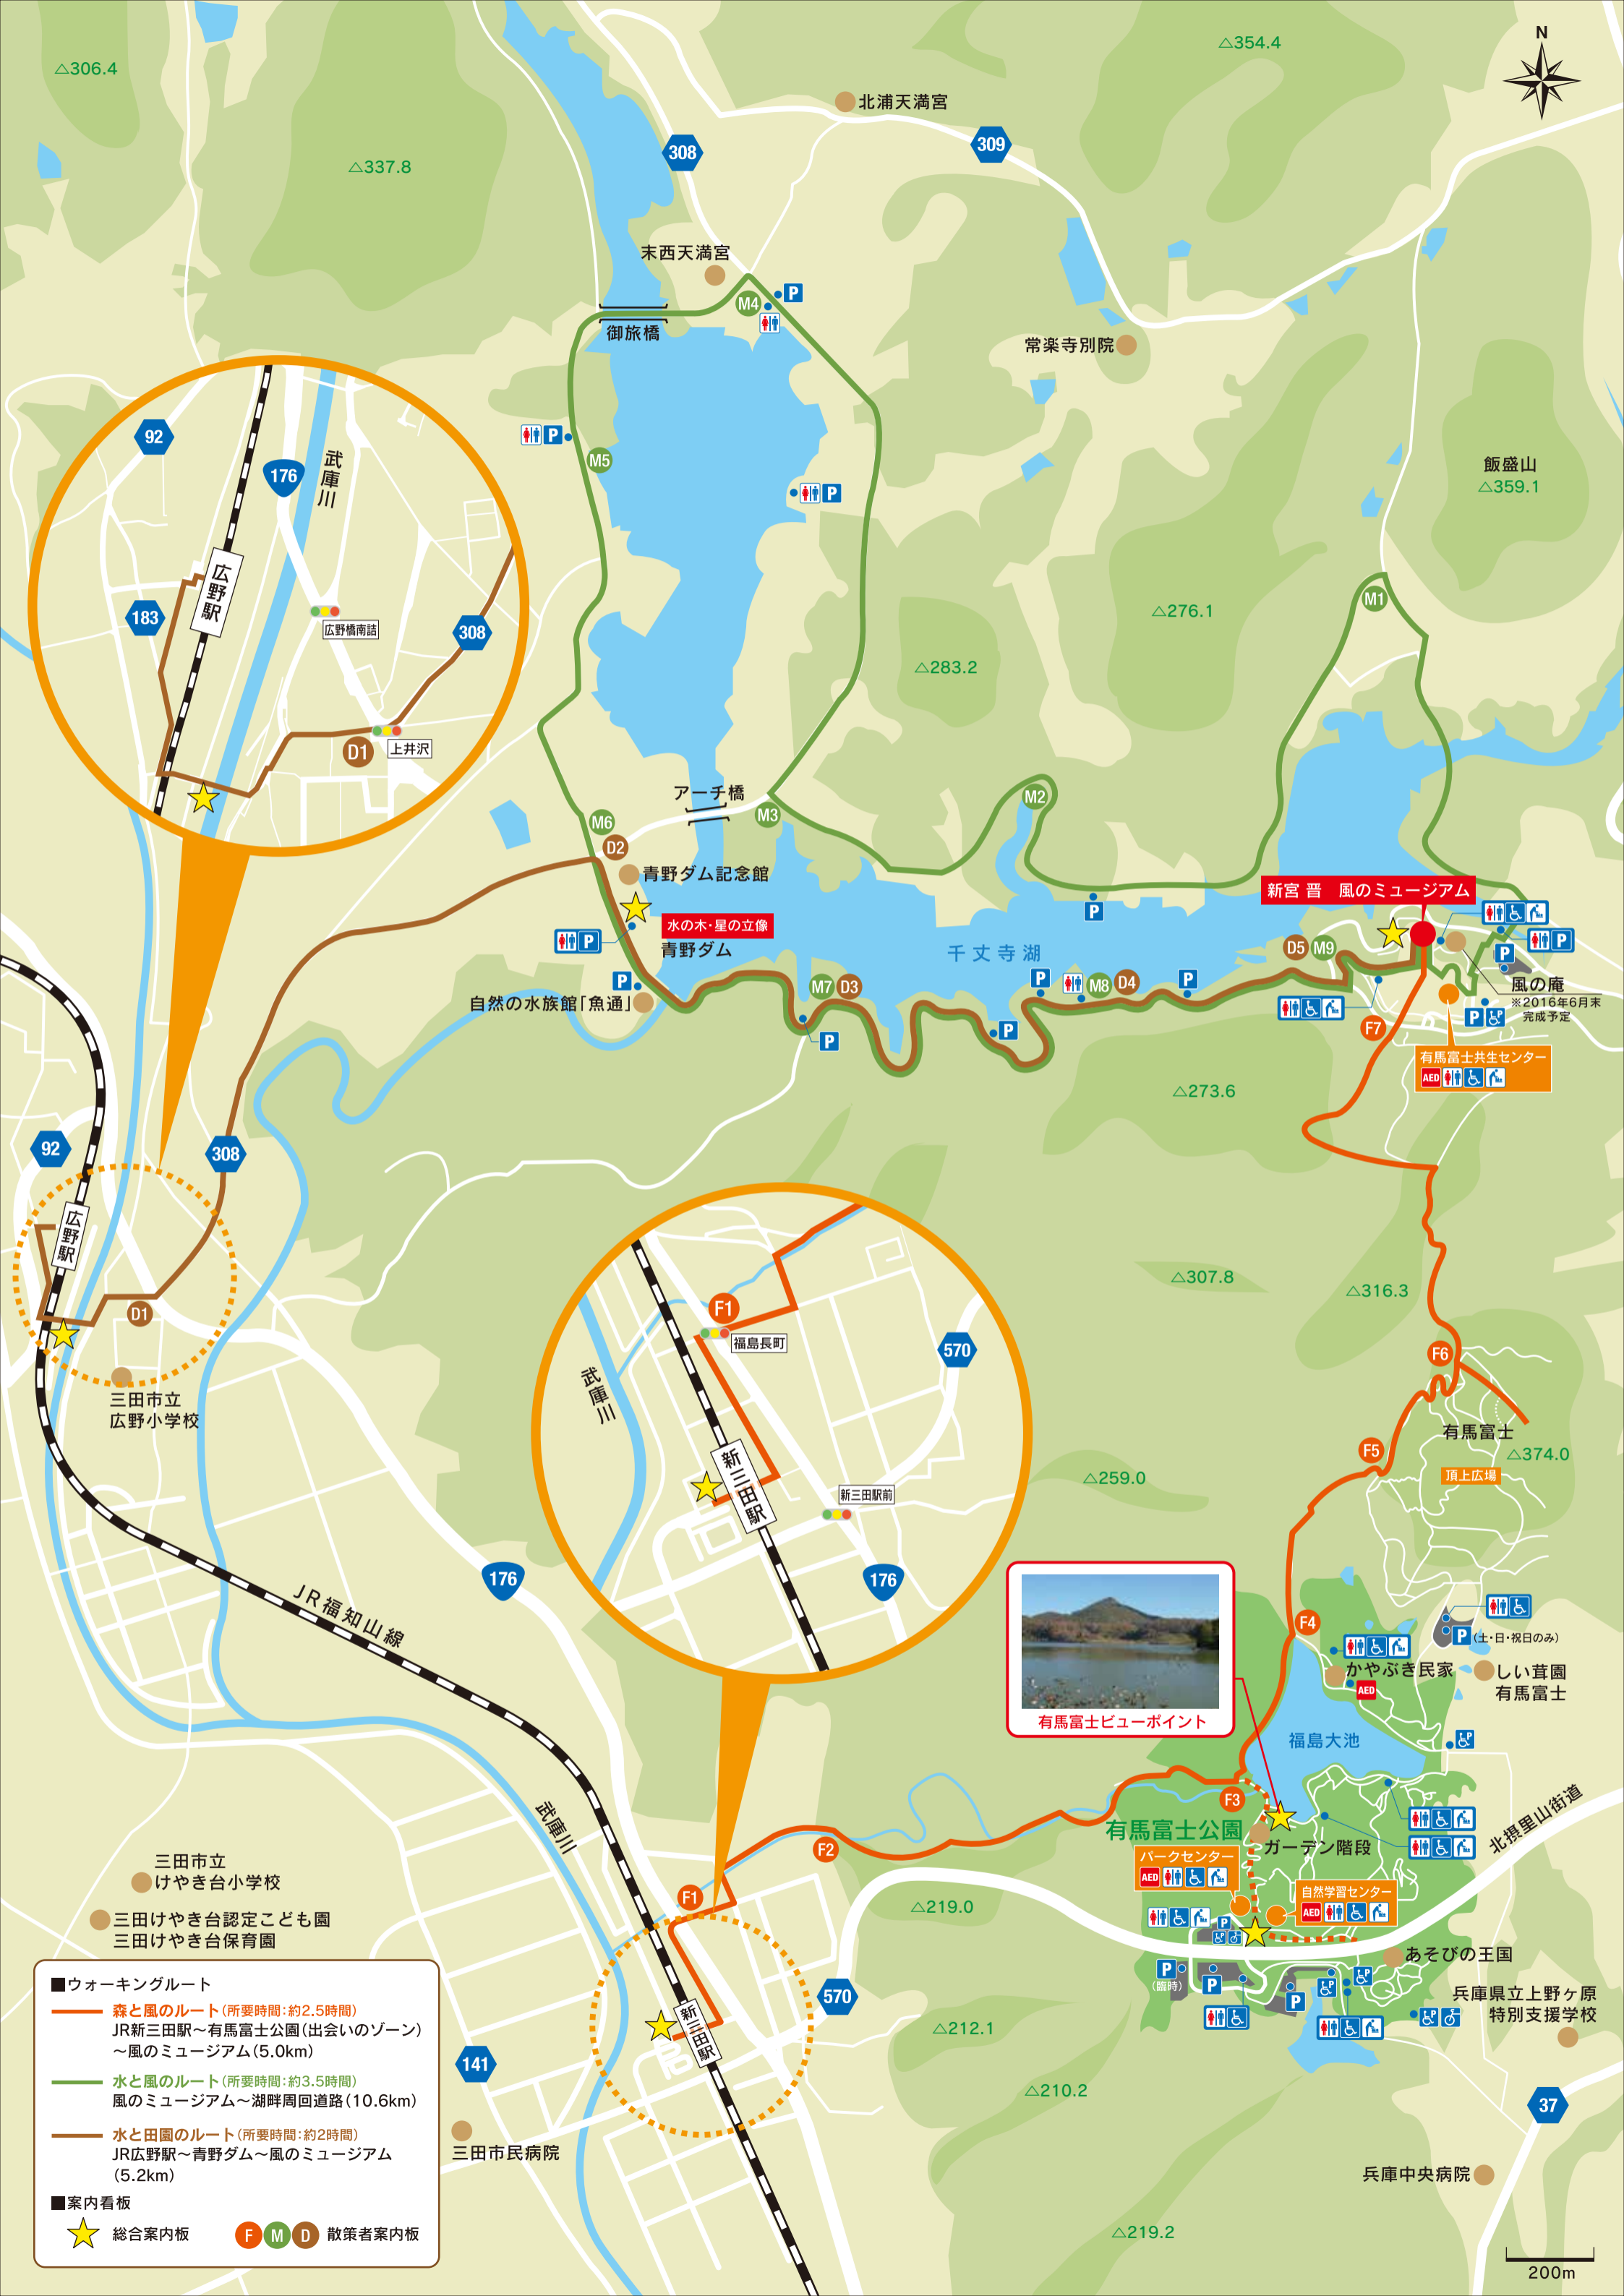 N
△306.4
△354.4
北浦天満宮
308
309
△337.8
末西天満宮
M4
P
御旅橋
常楽寺別院
92
176
武庫川
P
M5
飯盛山
△359.1
P
広野駅
183
広野橋南詰
308
M1
△276.1
△283.2
D1
上井沢
アーチ橋
M2
M3
M6
D2
青野ダム記念館
新宮 晋 風のミュージアム
P
水の木・星の立像
P
青野ダム
千丈寺湖
D5
M9
P
P
P
自然の水族館「魚通」
M7
D3
P
M8
D4
P
風の庵
※2016年6月末
完成予定
P
P
P
P
F7
有馬富士共生センター
AED
△273.6
92
308
広野駅
D1
△307.8
△316.3
F1
福島長町
570
武庫川
F6
三田市立
広野小学校
有馬富士
△374.0
F5
頂上広場
△259.0
新三田駅
新三田駅前
176
176
JR福知山線
F4
P
(土・日・祝日のみ)
かやぶき民家
AED
しい茸園
有馬富士
有馬富士ビューポイント
福島大池
P
F3
北摂里山街道
武庫川
有馬富士公園
ガーデン階段
F2
パークセンター
AED
三田市立
けやき台小学校
F1
自然学習センター
AED
△219.0
三田けやき台認定こども園
三田けやき台保育園
P
あそびの王国
P
(臨時)
P
P
P
P
P
兵庫県立上野ヶ原
特別支援学校
570
新三田駅
△212.1
141
△210.2
37
三田市民病院
兵庫中央病院
△219.2
200m
■ウォーキングルート
森と風のルート(所要時間:約2.5時間)
JR新三田駅～有馬富士公園(出会いのゾーン)
～風のミュージアム(5.0km)
水と風のルート(所要時間:約3.5時間)
風のミュージアム～湖畔周回道路(10.6km)
水と田園のルート(所要時間:約2時間)
JR広野駅～青野ダム～風のミュージアム
(5.2km)
■案内看板
総合案内板
F M D 散策者案内板